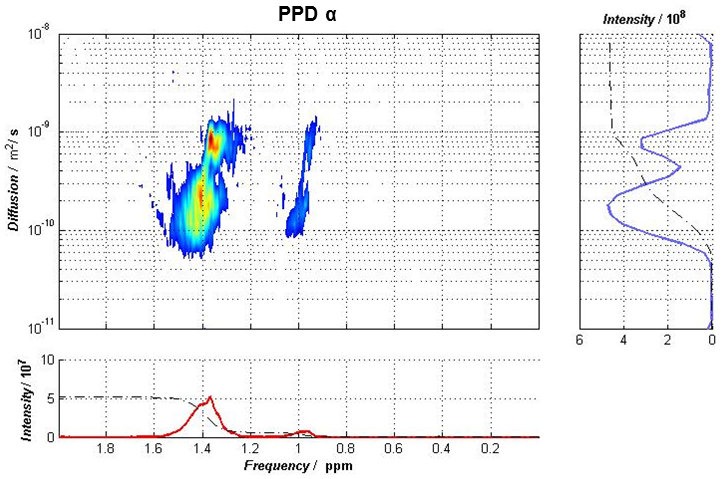 PPD α
Intensity / 10⁸
10⁻⁸
10⁻⁹
10⁻¹⁰
10⁻¹¹
Diffusion / m²/ s
6 4 2 0
10
5
0
Intensity / 10⁷
1.8 1.6 1.4 1.2 1 0.8 0.6 0.4 0.2
Frequency / ppm